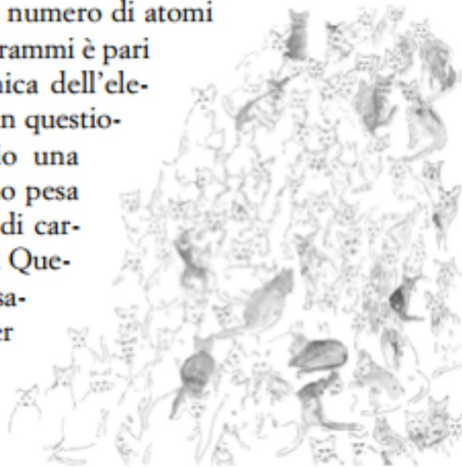 numero di atomi
rammi è pari
nica dell'ele-
n questio-
o una
o pesa
di car-
Que-
sa-
er